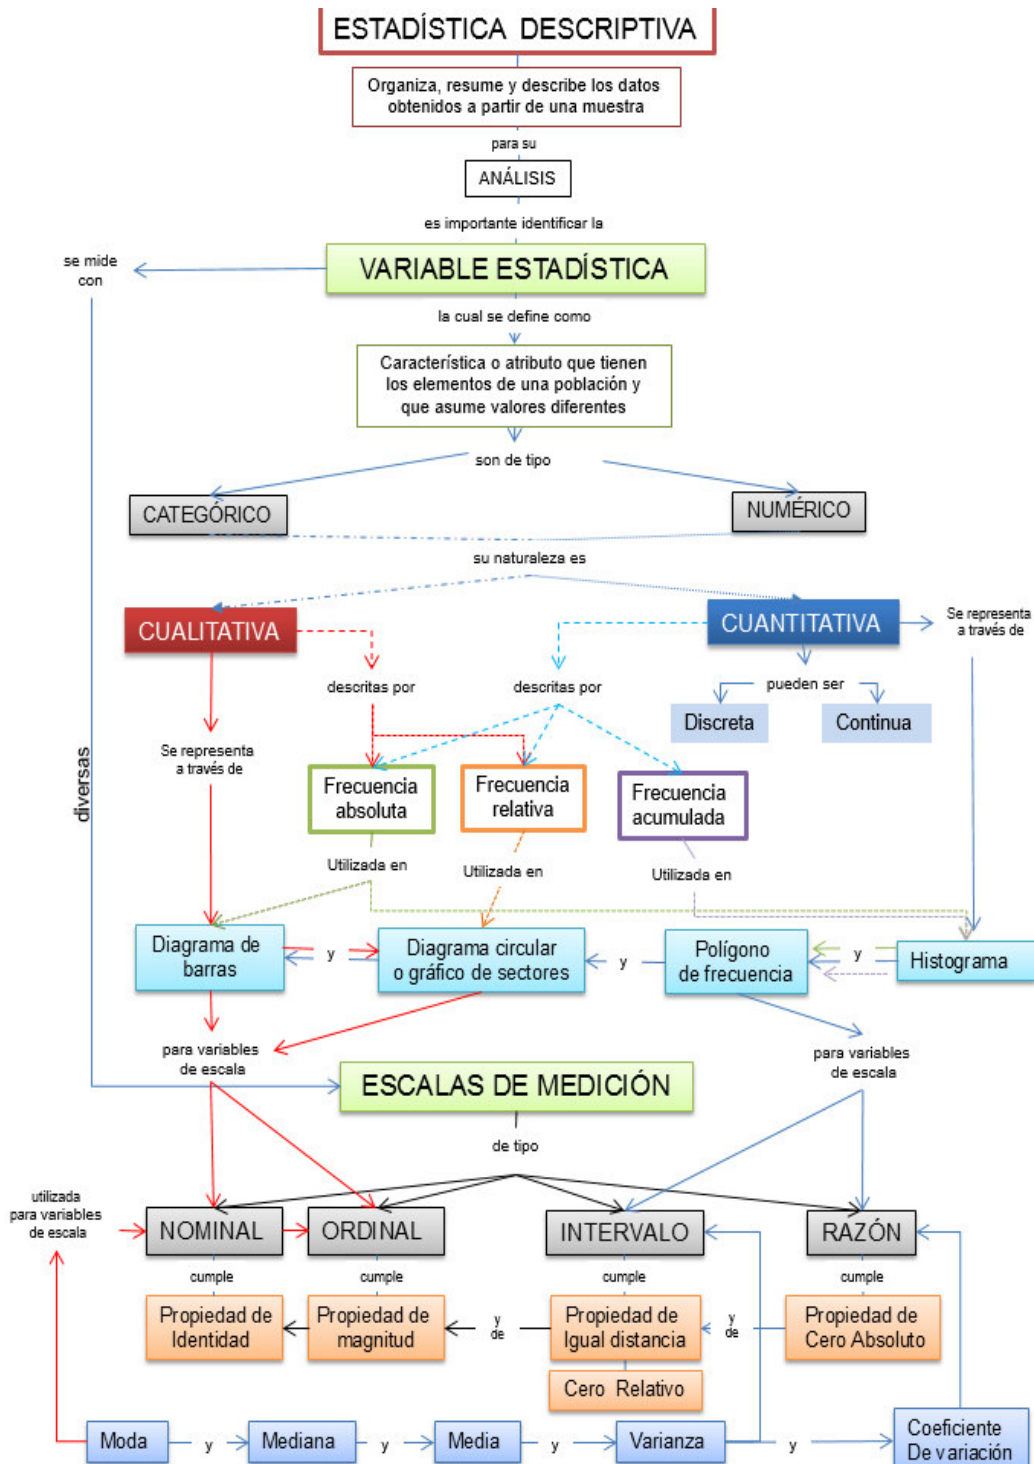 ESTADÍSTICA DESCRIPTIVA
Organiza, resume y describe los datos
obtenidos a partir de una muestra
para su
ANÁLISIS
es importante identificar la
se mide
con
VARIABLE ESTADÍSTICA
la cual se define como
Característica o atributo que tienen
los elementos de una población y
que asume valores diferentes
son de tipo
CATEGÓRICO
NUMÉRICO
su naturaleza es
CUALITATIVA
CUANTITATIVA
Se representa
a través de
descritas por
descritas por
pueden ser
Discreta
Continua
diversas
Se representa
a través de
Frecuencia
absoluta
Frecuencia
relativa
Frecuencia
acumulada
Utilizada en
Utilizada en
Utilizada en
Diagrama de
barras
y
Diagrama circular
o gráfico de sectores
y
Polígono
de frecuencia
y
Histograma
para variables
de escala
para variables
de escala
ESCALAS DE MEDICIÓN
de tipo
utilizada
para variables
de escala
NOMINAL
ORDINAL
INTERVALO
RAZÓN
cumple
cumple
cumple
cumple
Propiedad de
Identidad
Propiedad de
magnitud
y
de
Propiedad de
Igual distancia
y
de
Propiedad de
Cero Absoluto
Cero Relativo
Moda
y
Mediana
y
Media
y
Varianza
y
Coeficiente
De variación